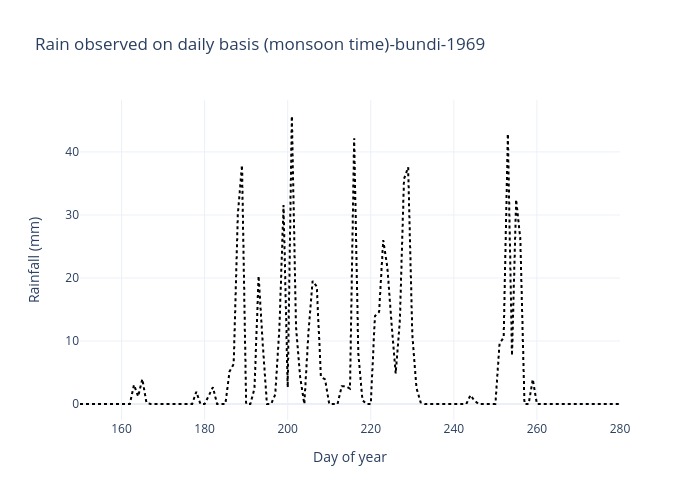 Rain observed on daily basis (monsoon time)-bundi-1969
40
30
20
10
0
160 180 200 220 240 260 280
Day of year
Rainfall (mm)